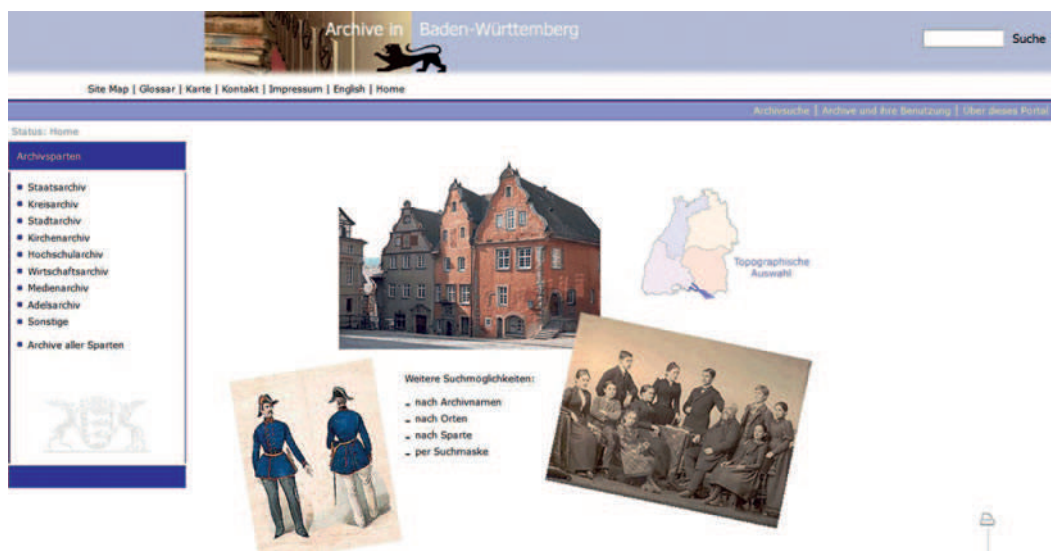 Archive in Baden-Württemberg
Suche
Site Map | Glossar | Karte | Kontakt | Impressum | English | Home
Archivsuche | Archive und ihre Benutzung | Über dieses Portal
Status: Home
Archivsparten
Staatsarchiv
Kreisarchiv
Stadtarchiv
Kirchenarchiv
Hochschularchiv
Wirtschaftsarchiv
Medienarchiv
Adelsarchiv
Sonstige
Archive aller Sparten
Topographische
Auswahl
Weitere Suchmöglichkeiten:
nach Archivnamen
nach Orten
nach Sparte
per Suchmaske